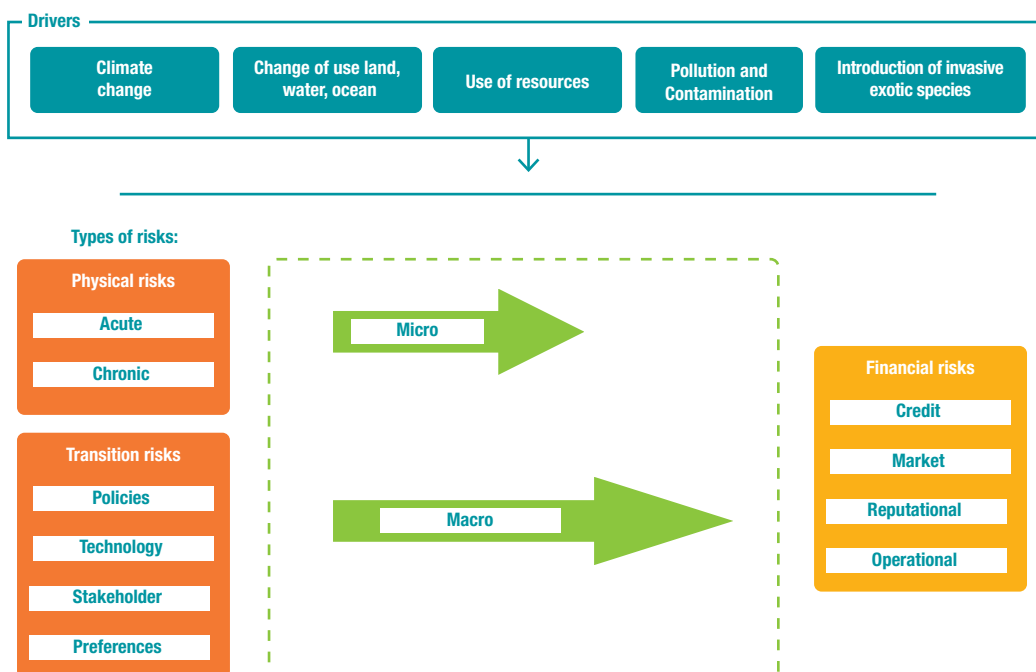 Drivers
Climate
change
Change of use land,
water, ocean
Use of resources
Pollution and
Contamination
Introduction of invasive
exotic species
Types of risks:
Physical risks
Acute
Chronic
Transition risks
Policies
Technology
Stakeholder
Preferences
Micro
Macro
Financial risks
Credit
Market
Reputational
Operational